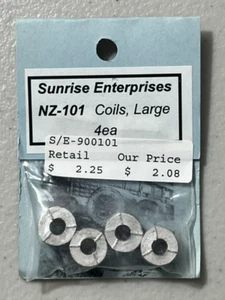 Sunrise Enterprises
NZ-101 Coils, Large
4ea
S/E-900101
Retail Our Price
$ 2.25 $ 2.08